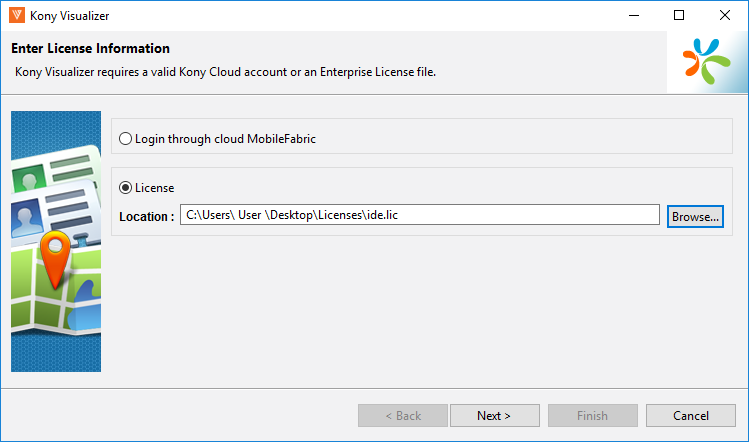 Kony Visualizer
Enter License Information
Kony Visualizer requires a valid Kony Cloud account or an Enterprise License file.
Login through cloud MobileFabric
License
Location : C:\Users\ User \Desktop\Licenses\ide.lic Browse...
< Back Next > Finish Cancel